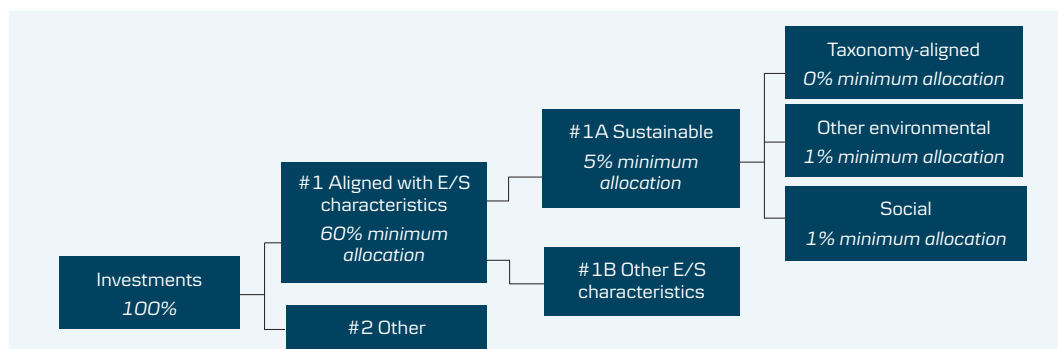 Investments
100%
#1 Aligned with E/S
characteristics
60% minimum
allocation
#2 Other
#1A Sustainable
5% minimum
allocation
#1B Other E/S
characteristics
Taxonomy-aligned
0% minimum allocation
Other environmental
1% minimum allocation
Social
1% minimum allocation